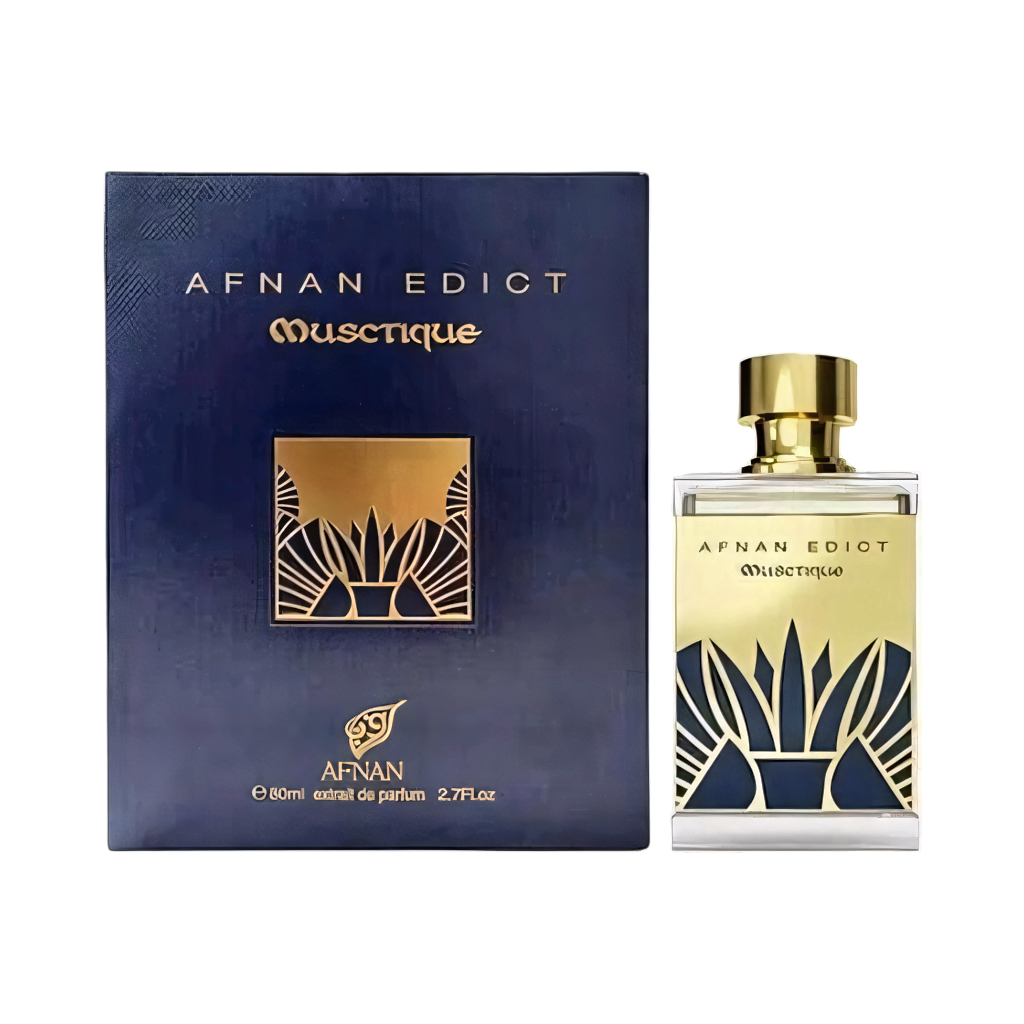 AFNAN EDICT
Musctique
AFNAN
80ml extrait de parfum 2.7Fl.oz
AFNAN EDICT
Musctique